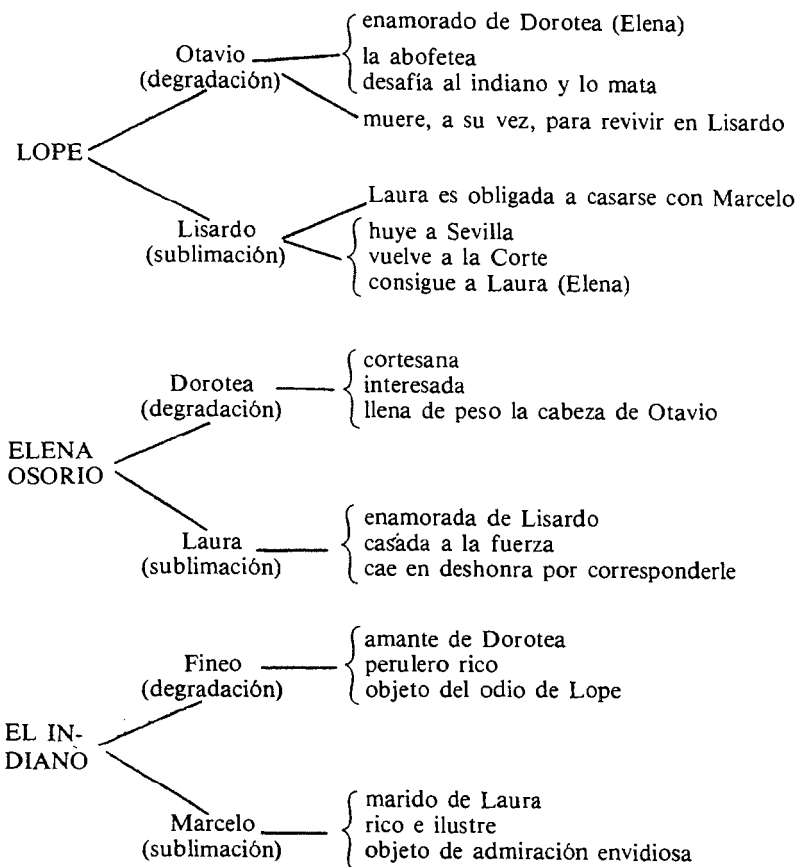 enamorado de Dorotea (Elena)
Otavio
(degradación)
la abofetea
desafía al indiano y lo mata
muere, a su vez, para revivir en Lisardo
LOPE
Laura es obligada a casarse con Marcelo
Lisardo
(sublimación)
huye a Sevilla
vuelve a la Corte
consigue a Laura (Elena)
Dorotea
(degradación)
cortesana
interesada
llena de peso la cabeza de Otavio
ELENA
OSORIO
Laura
(sublimación)
enamorada de Lisardo
casada a la fuerza
cae en deshonra por corresponderle
Fineo
(degradación)
amante de Dorotea
perulero rico
objeto del odio de Lope
EL IN-
DIANO
Marcelo
(sublimación)
marido de Laura
rico e ilustre
objeto de admiración envidiosa